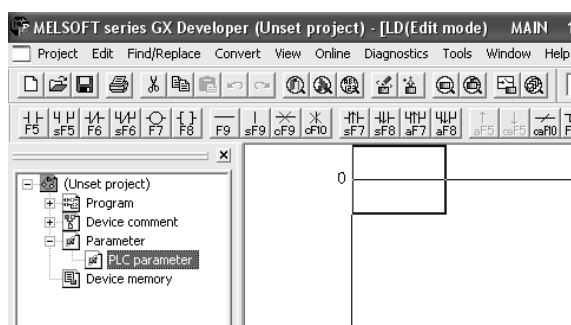 MELSOFT series GX Developer (Unset project) - [LD(Edit mode) MAIN
Project Edit Find/Replace Convert View Online Diagnostics Tools Window Help
F5 sF5 F6 sF6 F7 F8 F9 sF9 cF9 cF10 sF7 sF8 aF7 aF8 aF5 caF5 caF10
(Unset project)
Program
Device comment
Parameter
PLC parameter
Device memory
0